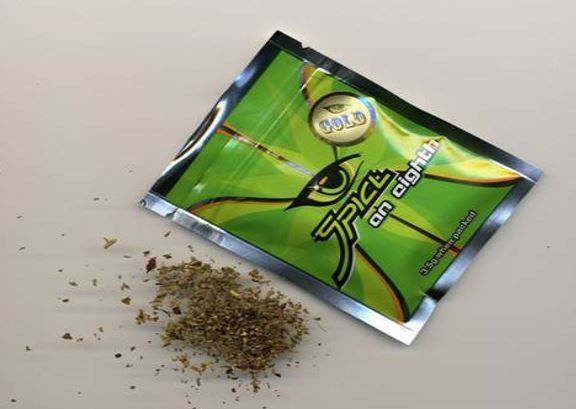 GOLD
SPICE
an eighth
3.5g when packed